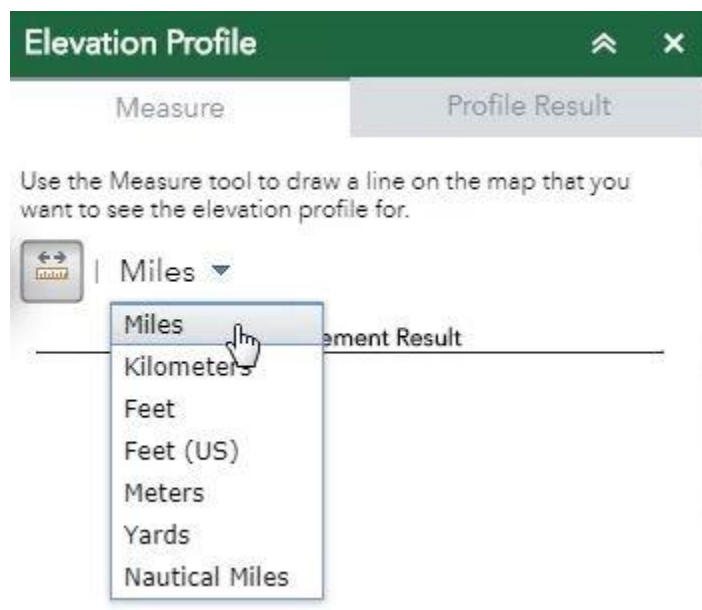 Elevation Profile
Measure
Profile Result
Use the Measure tool to draw a line on the map that you
want to see the elevation profile for.
Miles
Miles
ement Result
Kilometers
Feet
Feet (US)
Meters
Yards
Nautical Miles